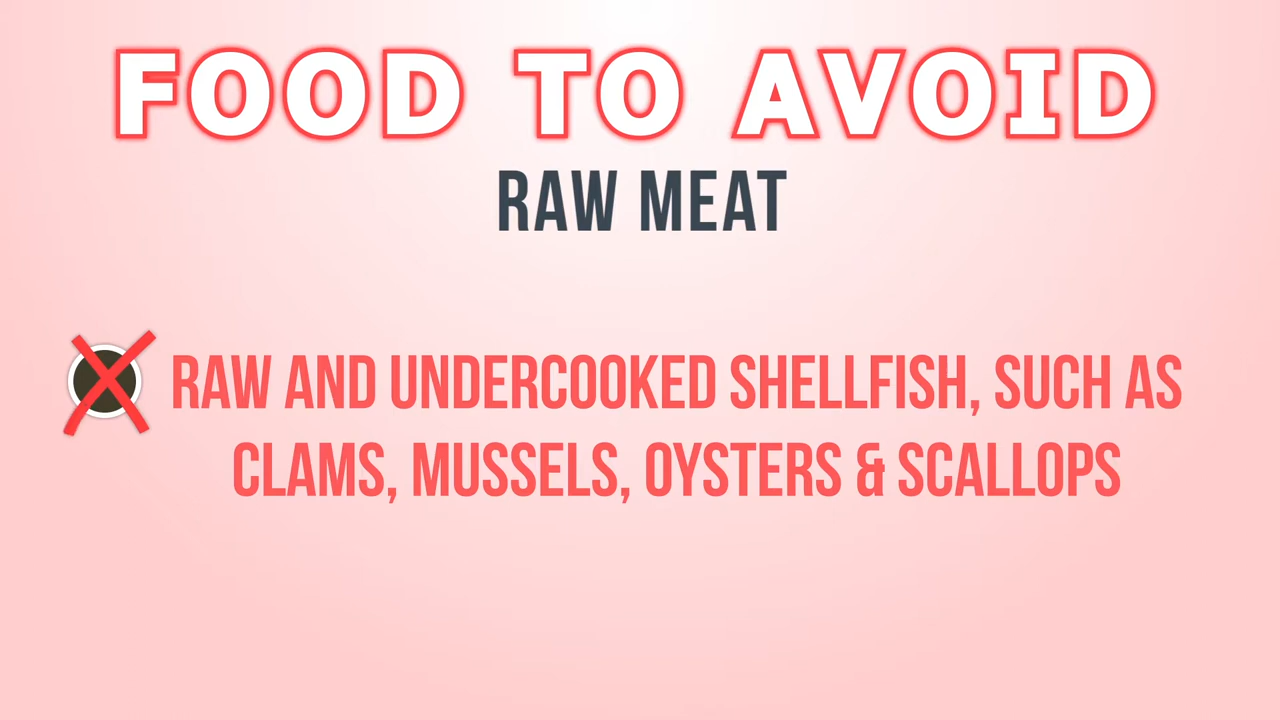 FOOD TO AVOID
RAW MEAT
RAW AND UNDERCOOKED SHELLFISH, SUCH AS
CLAMS, MUSSELS, OYSTERS & SCALLOPS